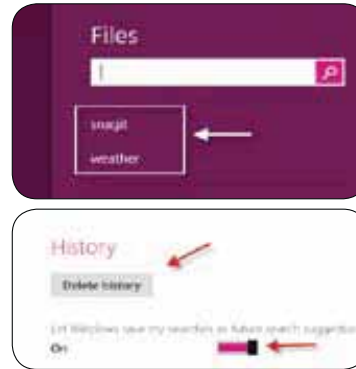 Files
snagit
weather
History
Delete history
Let Windows save my searches as future search suggestions
On